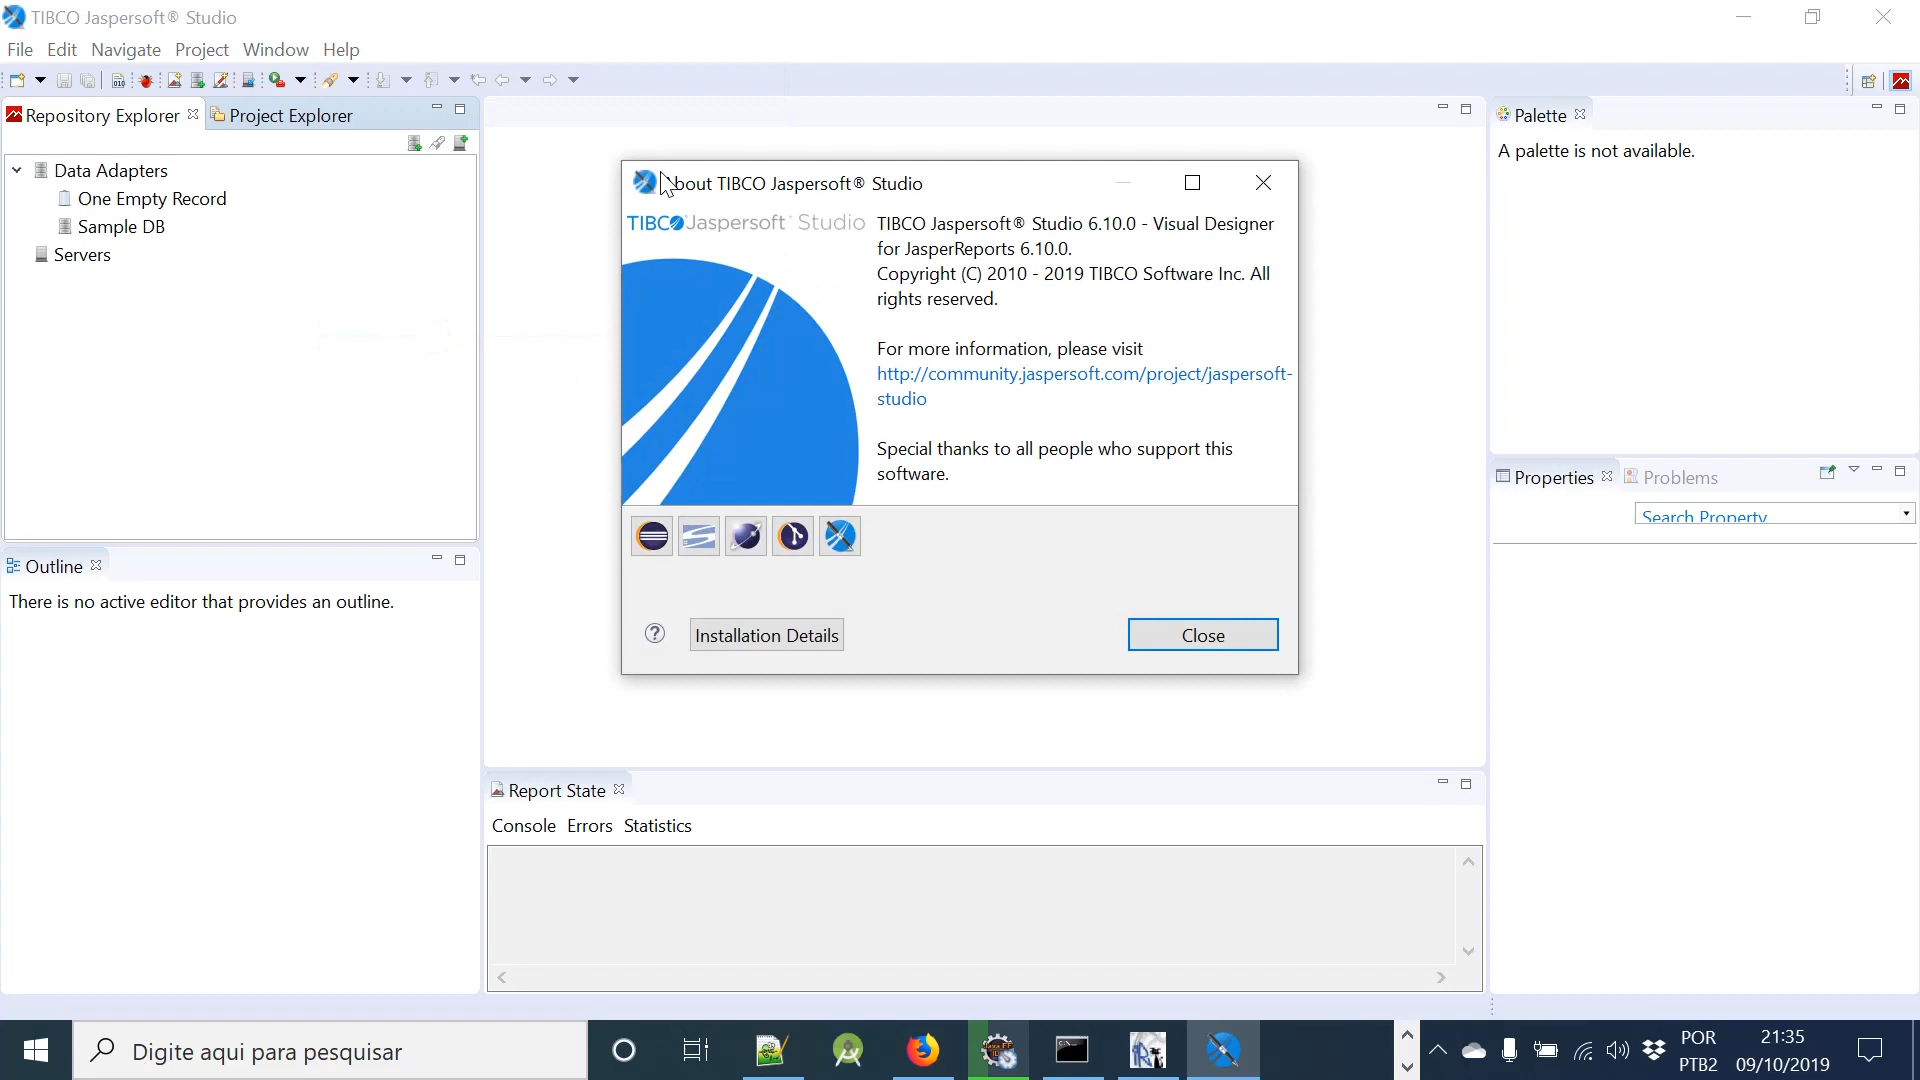 TIBCO Jaspersoft® Studio
File Edit Navigate Project Window Help
Repository Explorer
Project Explorer
Data Adapters
One Empty Record
Sample DB
Servers
Outline
There is no active editor that provides an outline.
bout TIBCO Jaspersoft® Studio
TIBCO Jaspersoft® Studio
TIBCO Jaspersoft® Studio 6.10.0 - Visual Designer
for JasperReports 6.10.0.
Copyright (C) 2010 - 2019 TIBCO Software Inc. All
rights reserved.
For more information, please visit
http://community.jaspersoft.com/project/jaspersoft-
studio
Special thanks to all people who support this
software.
Installation Details
Close
Report State
Console Errors Statistics
Palette
A palette is not available.
Properties
Problems
Search Property
Digite aqui para pesquisar
POR
PTB2
21:35
09/10/2019